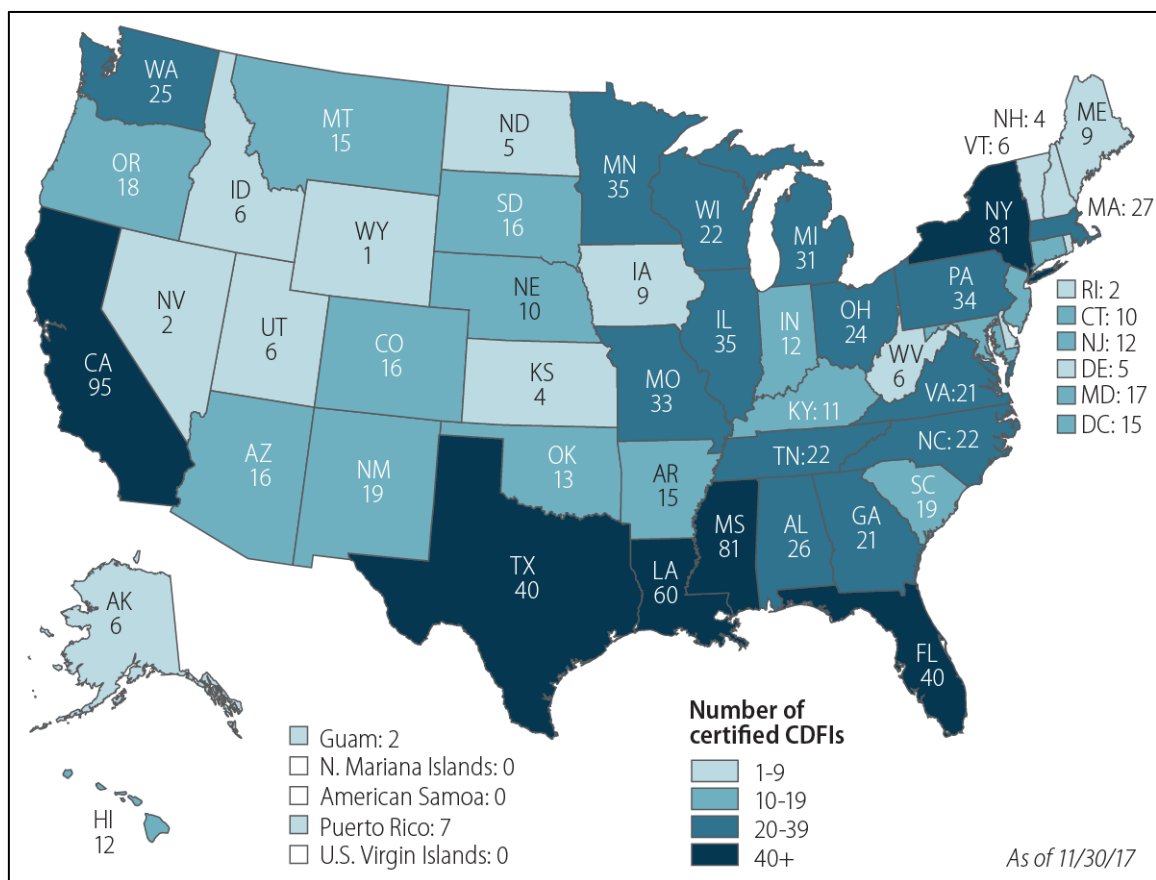 WA
25
MT
15
ND
5
MN
35
NH: 4
VT: 6
ME
9
OR
18
ID
6
WY
1
SD
16
WI
22
MI
31
NY
81
MA: 27
NV
2
UT
6
CO
16
NE
10
IA
9
IL
35
IN
12
OH
24
PA
34
RI: 2
CT: 10
NJ: 12
DE: 5
MD: 17
DC: 15
CA
95
KS
4
MO
33
KY: 11
WV
6
VA:21
AZ
16
NM
19
OK
13
AR
15
TN:22
NC: 22
SC
19
TX
40
LA
60
MS
81
AL
26
GA
21
FL
40
AK
6
HI
12
Guam: 2
N. Mariana Islands: 0
American Samoa: 0
Puerto Rico: 7
U.S. Virgin Islands: 0
Number of
certified CDFIs
1-9
10-19
20-39
40+
As of 11/30/17